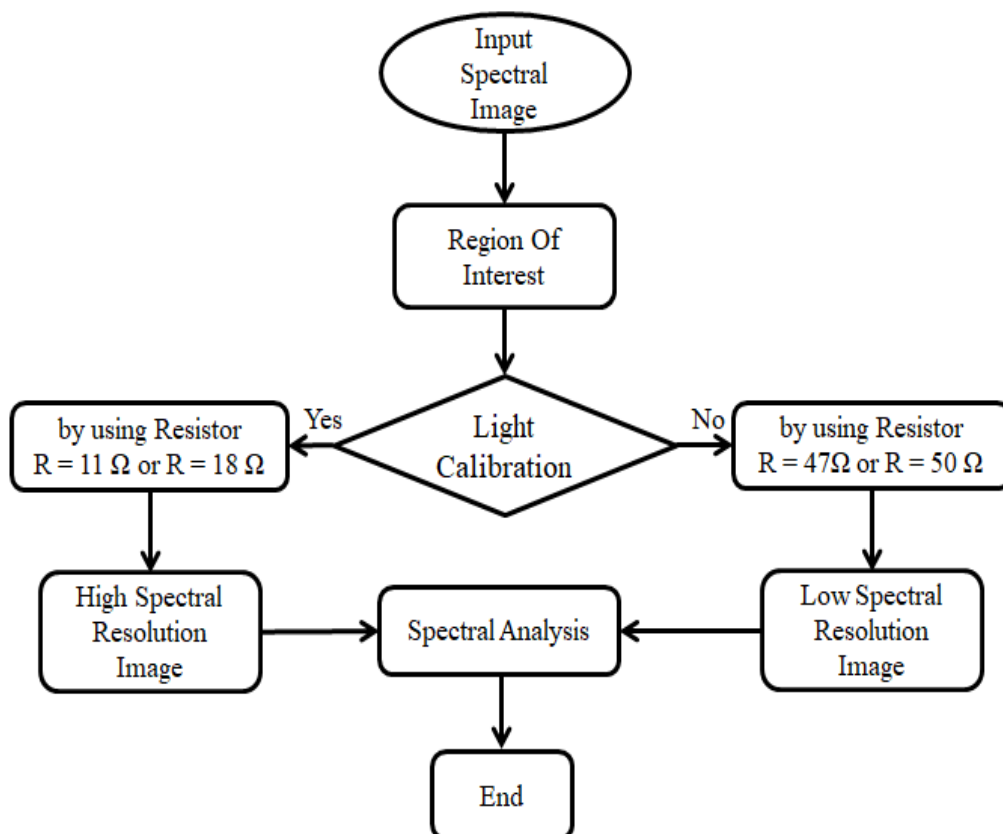 Input
Spectral
Image
Region Of
Interest
Light
Calibration
Yes
No
by using Resistor
R = 11 Ω or R = 18 Ω
by using Resistor
R = 47Ω or R = 50 Ω
High Spectral
Resolution
Image
Spectral Analysis
Low Spectral
Resolution
Image
End